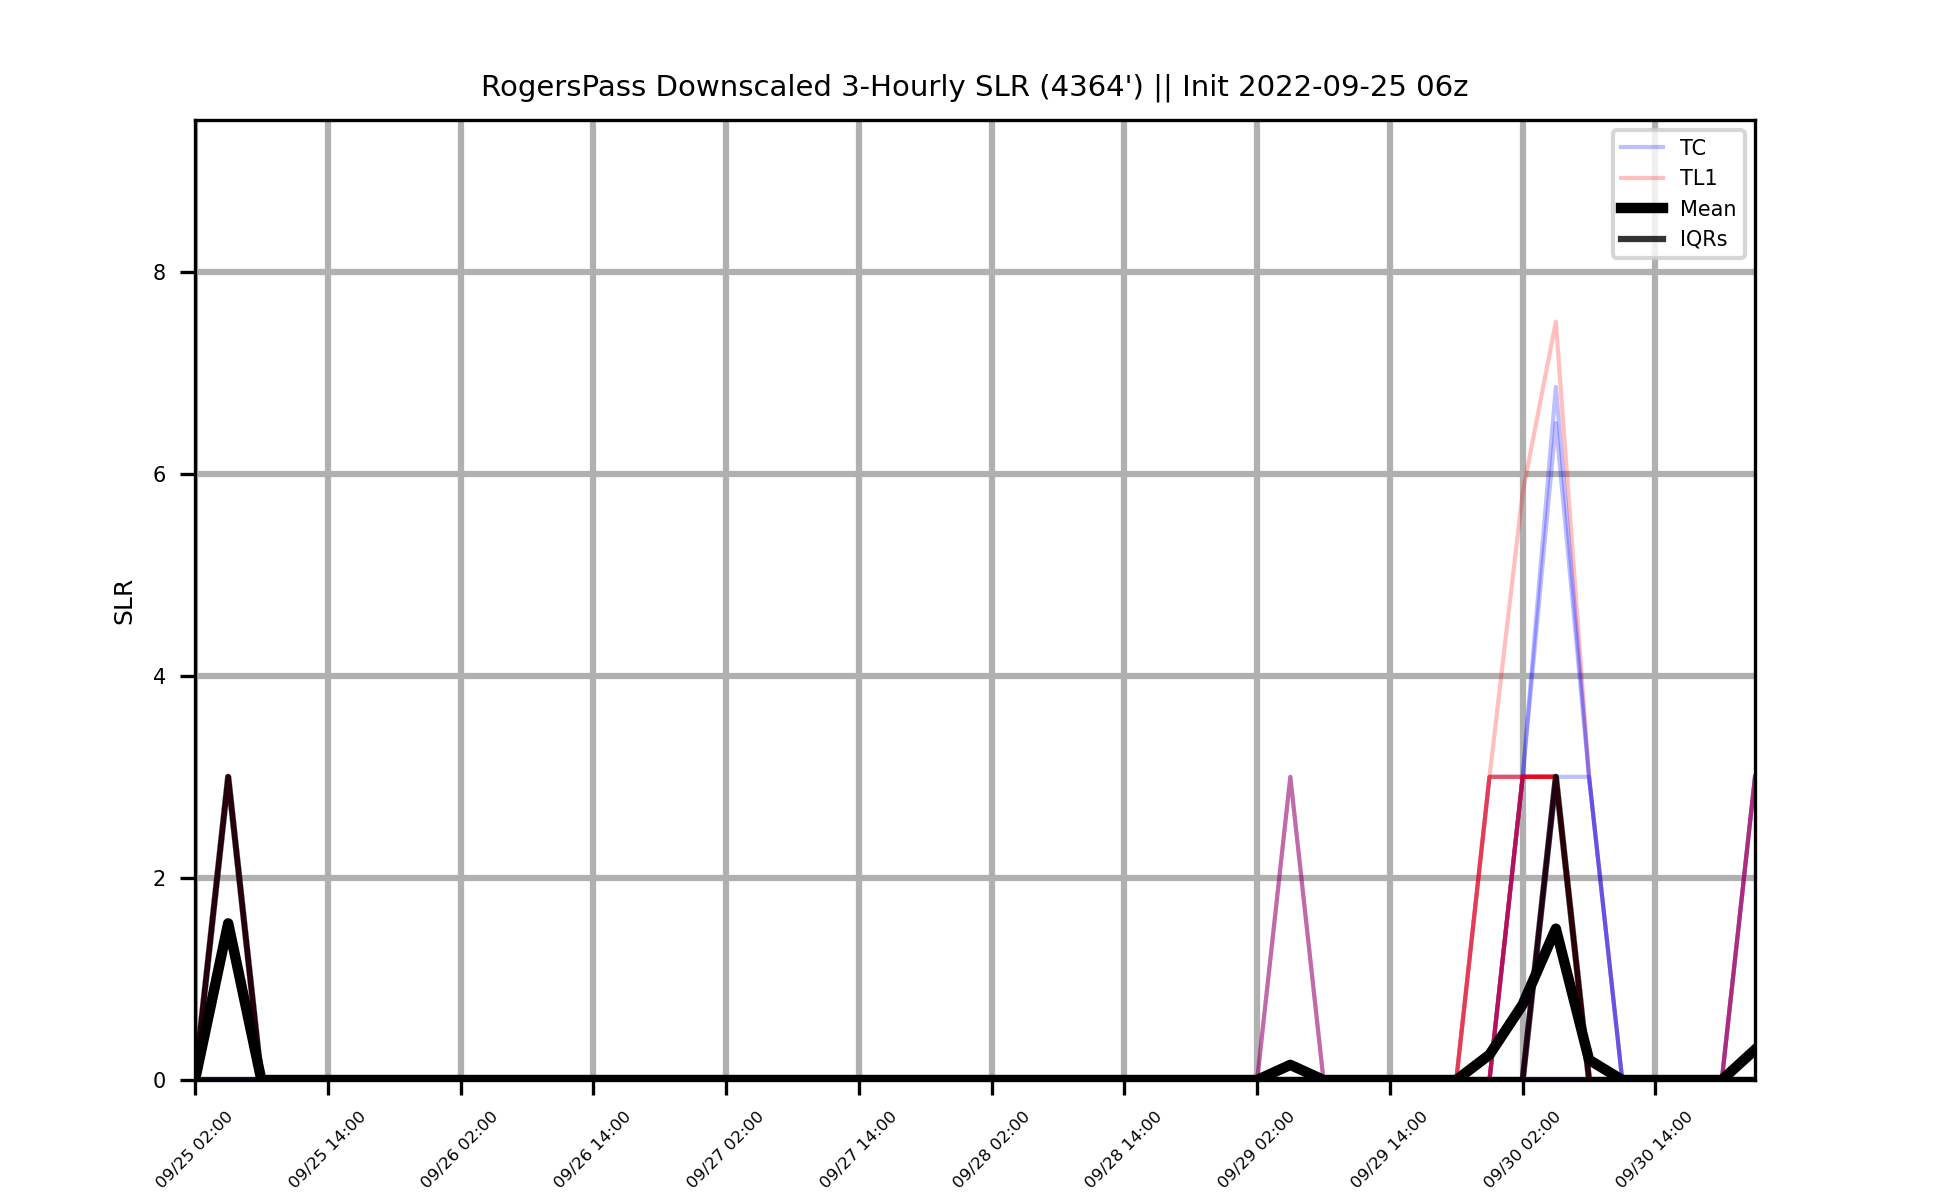 RogersPass Downscaled 3-Hourly SLR (4364') || Init 2022-09-25 06z
TC
TL1
Mean
IQRs
SLR
8
6
4
2
0
09/25 02:00
09/25 14:00
09/26 02:00
09/26 14:00
09/27 02:00
09/27 14:00
09/28 02:00
09/28 14:00
09/29 02:00
09/29 14:00
09/30 02:00
09/30 14:00